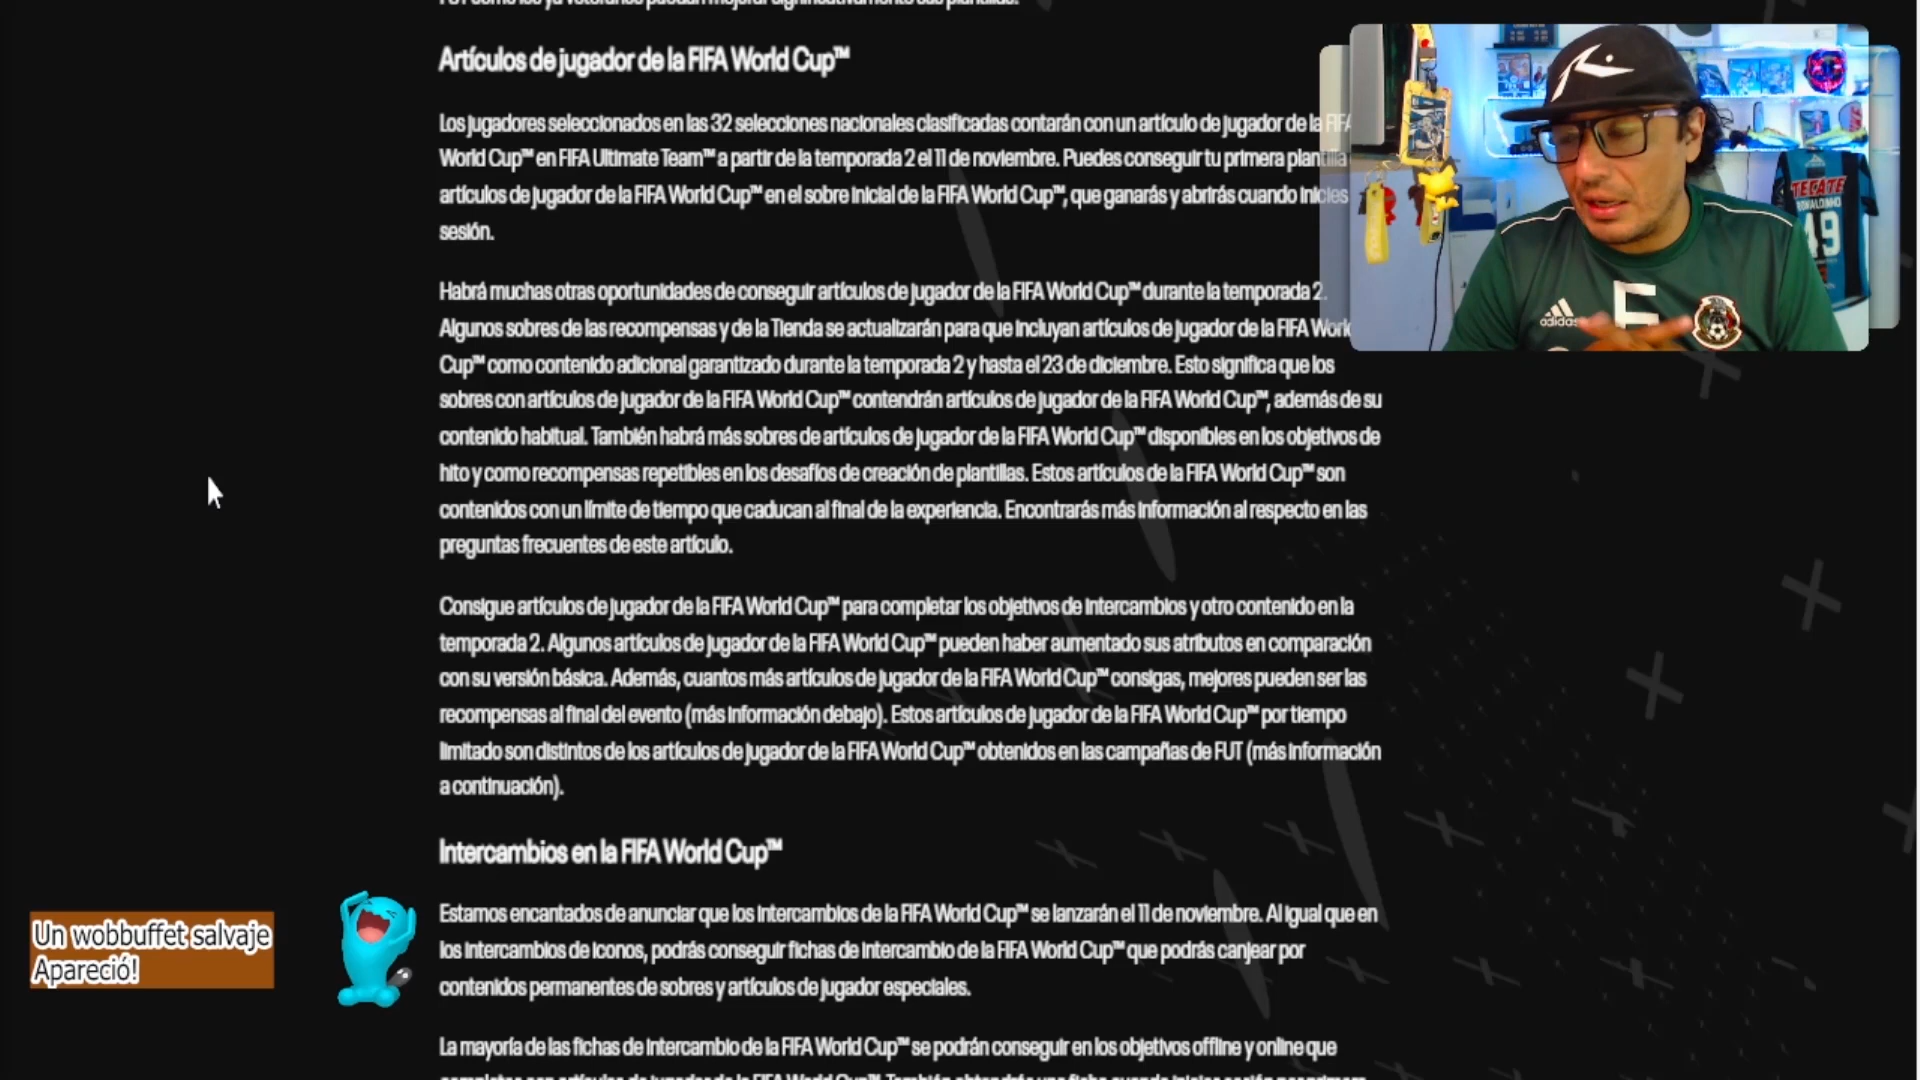 Artículos de jugador de la FIFA World Cup™
Los jugadores seleccionados en las 32 selecciones nacionales clasificadas contarán con un artículo de jugador de la FIFA
World Cup™ en FIFA Ultimate Team™ a partir de la temporada 2 el 11 de noviembre. Puedes conseguir tu primera plantilla
artículos de jugador de la FIFA World Cup™ en el sobre inicial de la FIFA World Cup™, que ganarás y abrirás cuando inicies
sesión.
Habrá muchas otras oportunidades de conseguir artículos de jugador de la FIFA World Cup™ durante la temporada 2.
Algunos sobres de las recompensas y de la Tienda se actualizarán para que incluyan artículos de jugador de la FIFA World
Cup™ como contenido adicional garantizado durante la temporada 2 y hasta el 23 de diciembre. Esto significa que los
sobres con artículos de jugador de la FIFA World Cup™ contendrán artículos de jugador de la FIFA World Cup™, además de su
contenido habitual. También habrá más sobres de artículos de jugador de la FIFA World Cup™ disponibles en los objetivos de
hito y como recompensas repetibles en los desafíos de creación de plantillas. Estos artículos de la FIFA World Cup™ son
contenidos con un límite de tiempo que caducan al final de la experiencia. Encontrarás más información al respecto en las
preguntas frecuentes de este artículo.
Consigue artículos de jugador de la FIFA World Cup™ para completar los objetivos de intercambios y otro contenido en la
temporada 2. Algunos artículos de jugador de la FIFA World Cup™ pueden haber aumentado sus atributos en comparación
con su versión básica. Además, cuantos más artículos de jugador de la FIFA World Cup™ consigas, mejores pueden ser las
recompensas al final del evento (más información debajo). Estos artículos de jugador de la FIFA World Cup™ por tiempo
limitado son distintos de los artículos de jugador de la FIFA World Cup™ obtenidos en las campañas de FUT (más información
a continuación).
Intercambios en la FIFA World Cup™
Estamos encantados de anunciar que los intercambios de la FIFA World Cup™ se lanzarán el 11 de noviembre. Al igual que en
los intercambios de iconos, podrás conseguir fichas de intercambio de la FIFA World Cup™ que podrás canjear por
contenidos permanentes de sobres y artículos de jugador especiales.
La mayoría de las fichas de intercambio de la FIFA World Cup™ se podrán conseguir en los objetivos offline y online que
Un wobbuffet salvaje
Apareció!
adidas
TECATE
RONALDINHO
49